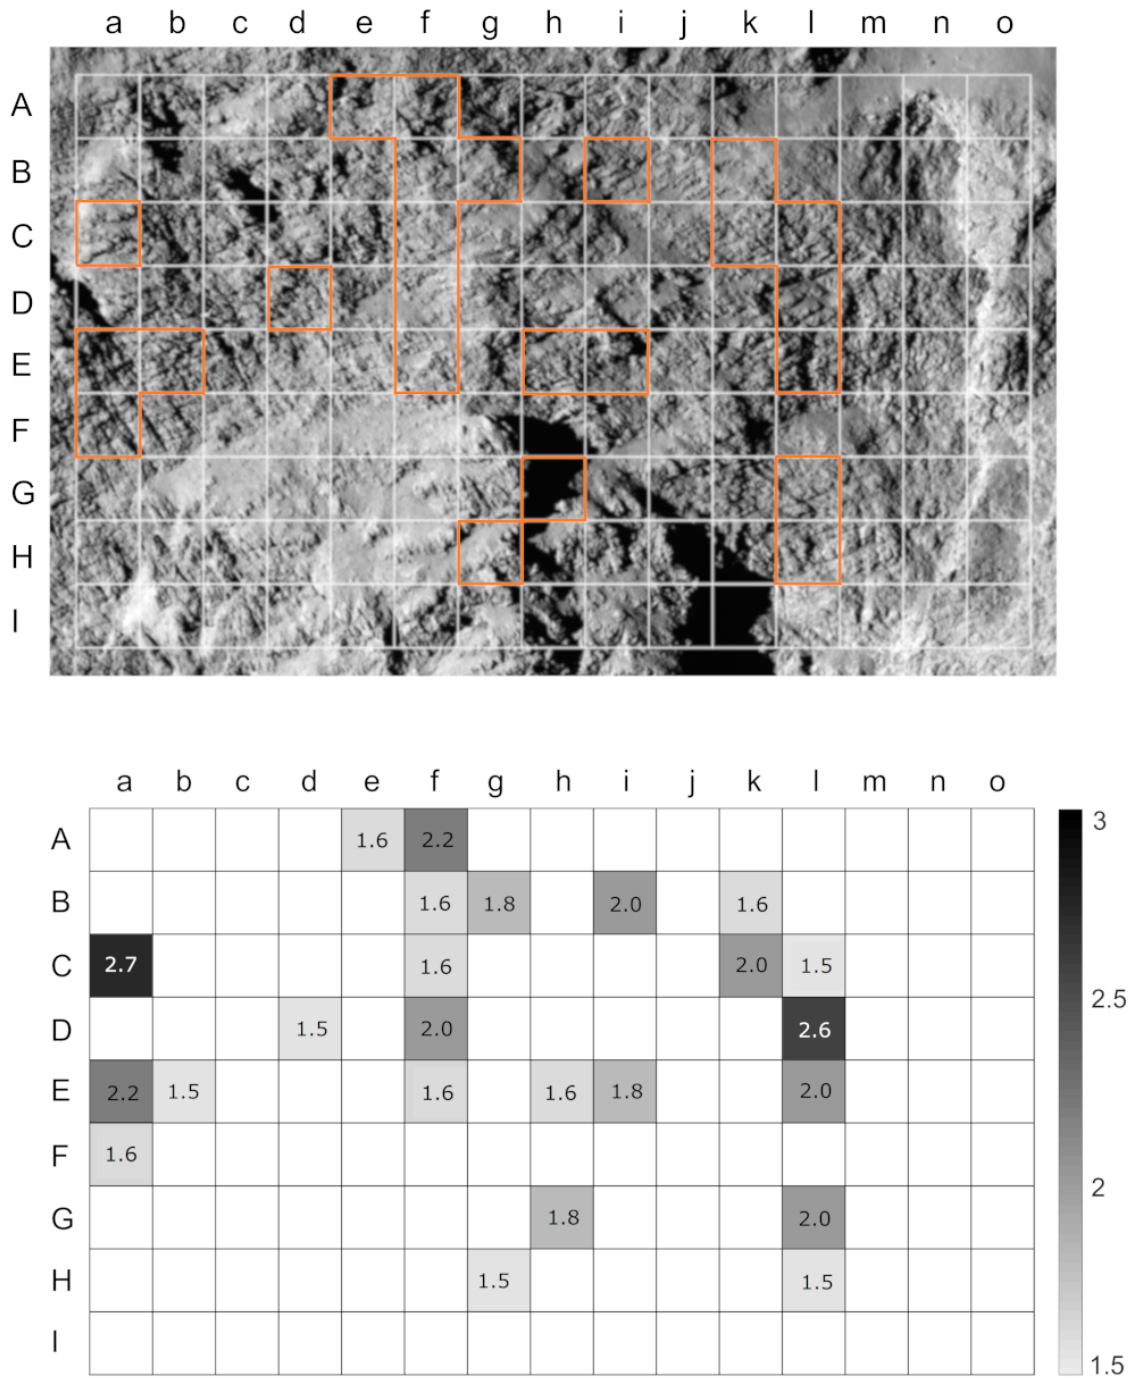 a b c d e f g h i j k l m n o
A
B
C
D
E
F
G
H
I
a b c d e f g h i j k l m n o
A 1.6 2.2
3
B 1.6 1.8 2.0 1.6
C 2.7 1.6 2.0 1.5
2.5
D 1.5 2.0 2.6
E 2.2 1.5 1.6 1.6 1.8 2.0
F 1.6
2
G 1.8 2.0
H 1.5 1.5
I
1.5